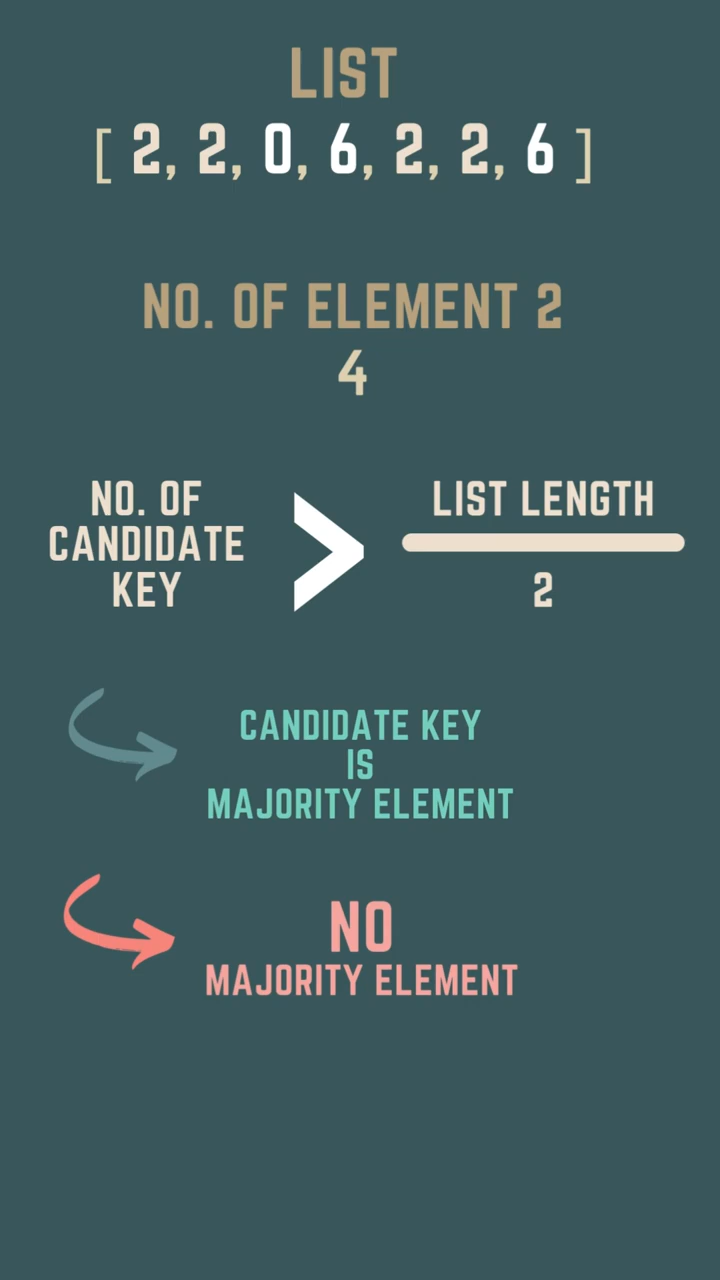 LIST
[ 2, 2, 0, 6, 2, 2, 6 ]
NO. OF ELEMENT 2
4
NO. OF
CANDIDATE
KEY
>
LIST LENGTH
2
CANDIDATE KEY
IS
MAJORITY ELEMENT
NO
MAJORITY ELEMENT